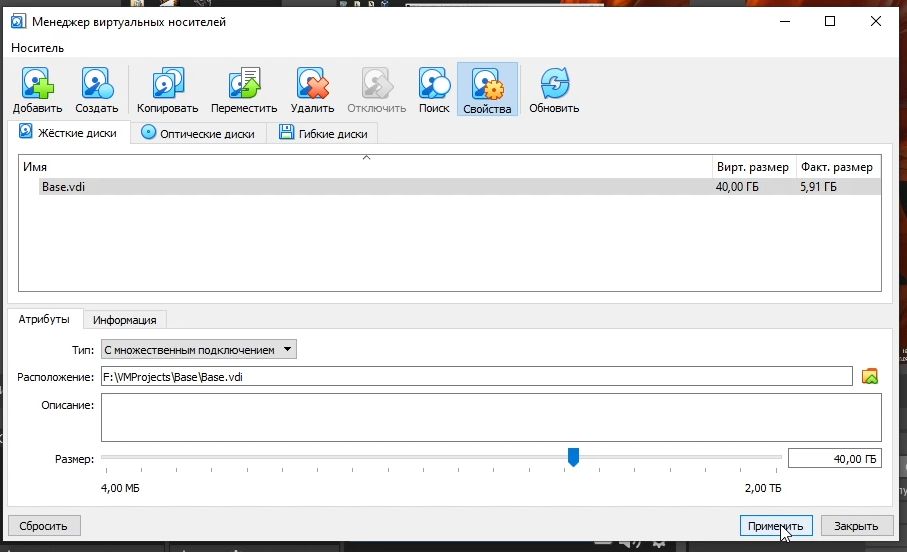 Менеджер виртуальных носителей
Носитель
Добавить Создать Копировать Переместить Удалить Отключить Поиск Свойства Обновить
Жёсткие диски Оптические диски Гибкие диски
Имя Вирт. размер Факт. размер
Base.vdi 40,00 ГБ 5,91 ГБ
Атрибуты Информация
Тип: С множественным подключением
Расположение: F:\VMProjects\Base\Base.vdi
Описание:
Размер: 40,00 ГБ
4,00 МБ 2,00 ТБ
Сбросить Применить Закрыть